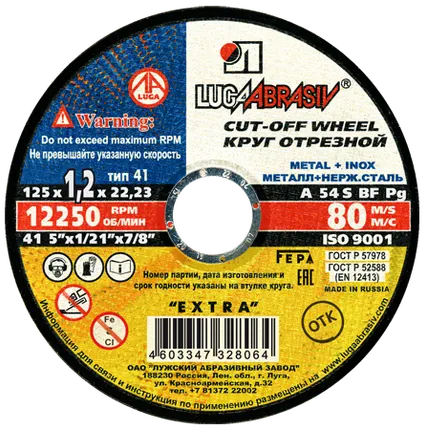 LUGA
LUGAABRASIV®
Warning:
Do not exceed maximum RPM
Не превышайте указанную скорость
тип 41
125 x 1,2 x 22,23
CUT-OFF WHEEL
КРУГ ОТРЕЗНОЙ
METAL + INOX
МЕТАЛЛ+НЕРЖ.СТАЛЬ
A 54 S BF Pg
12250 RPM
ОБ/МИН
80 M/S
М/С
41 5"x1/21"x7/8"
ISO 9001
FEPA
EAC
ГОСТ Р 57978
ГОСТ Р 52588
(EN 12413)
MADE IN RUSSIA
Номер партии, дата изготовления и
срок годности указаны на втулке круга.
Fe
Cl
"EXTRA"
4603347328064
ОТК
ОАО "ЛУЖСКИЙ АБРАЗИВНЫЙ ЗАВОД"
188230 Россия, Лен. обл., г. Луга,
ул. Красноармейская, д.32
тел. +7 81372 22002
Информация для связи и инструкция по применению размещены на www.lugaabrasiv.com